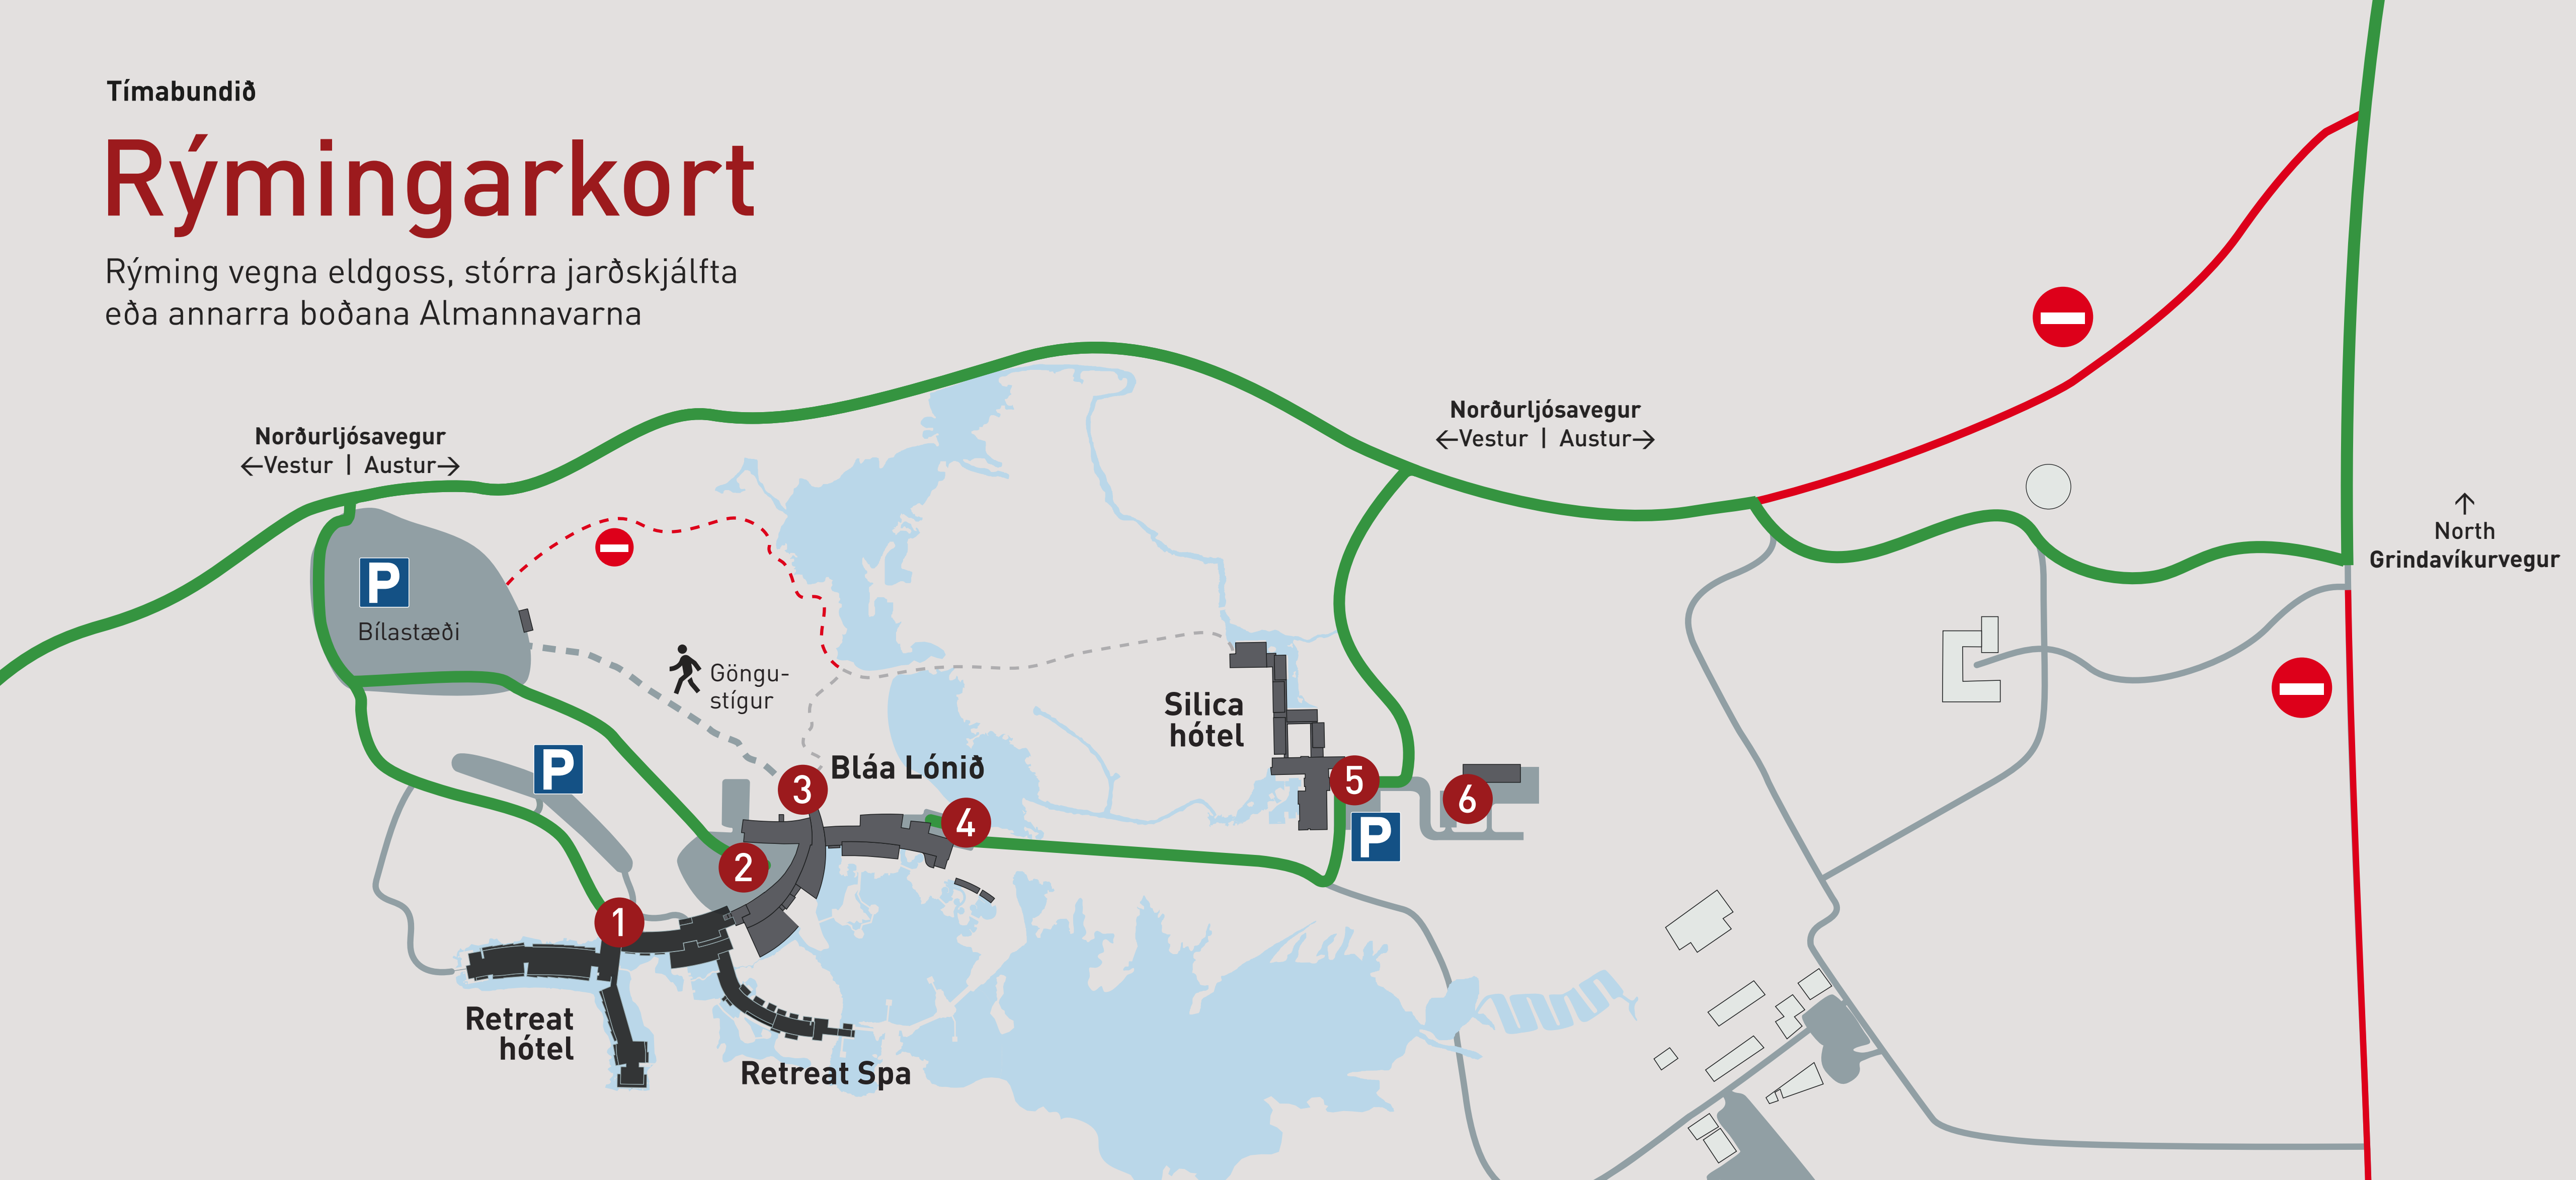 Tímabundið
Rýmingarkort
Rýming vegna eldgoss, stórra jarðskjálfta
eða annarra boðana Almannavarna
Norðurljósavegur
←Vestur | Austur→
Norðurljósavegur
←Vestur | Austur→
↑
North
Grindavíkurvegur
P
Bílastæði
Göngu-
stígur
P
Silica
hótel
Bláa Lónið
3
4
5
6
P
2
1
Retreat
hótel
Retreat Spa